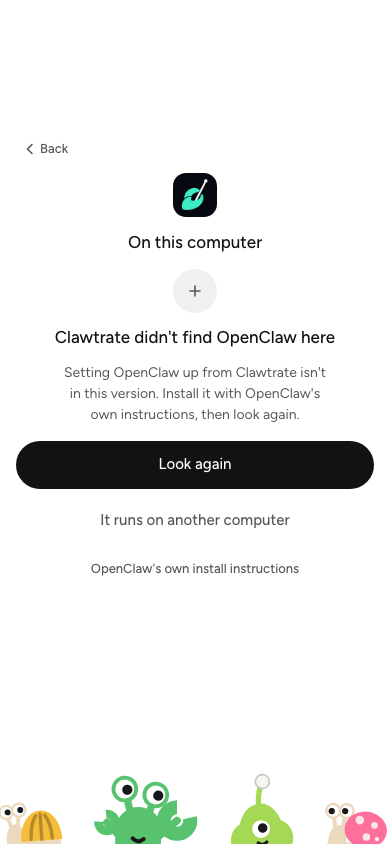 Back
On this computer
Clawtrate didn't find OpenClaw here
Setting OpenClaw up from Clawtrate isn't
in this version. Install it with OpenClaw's
own instructions, then look again.
Look again
It runs on another computer
OpenClaw's own install instructions